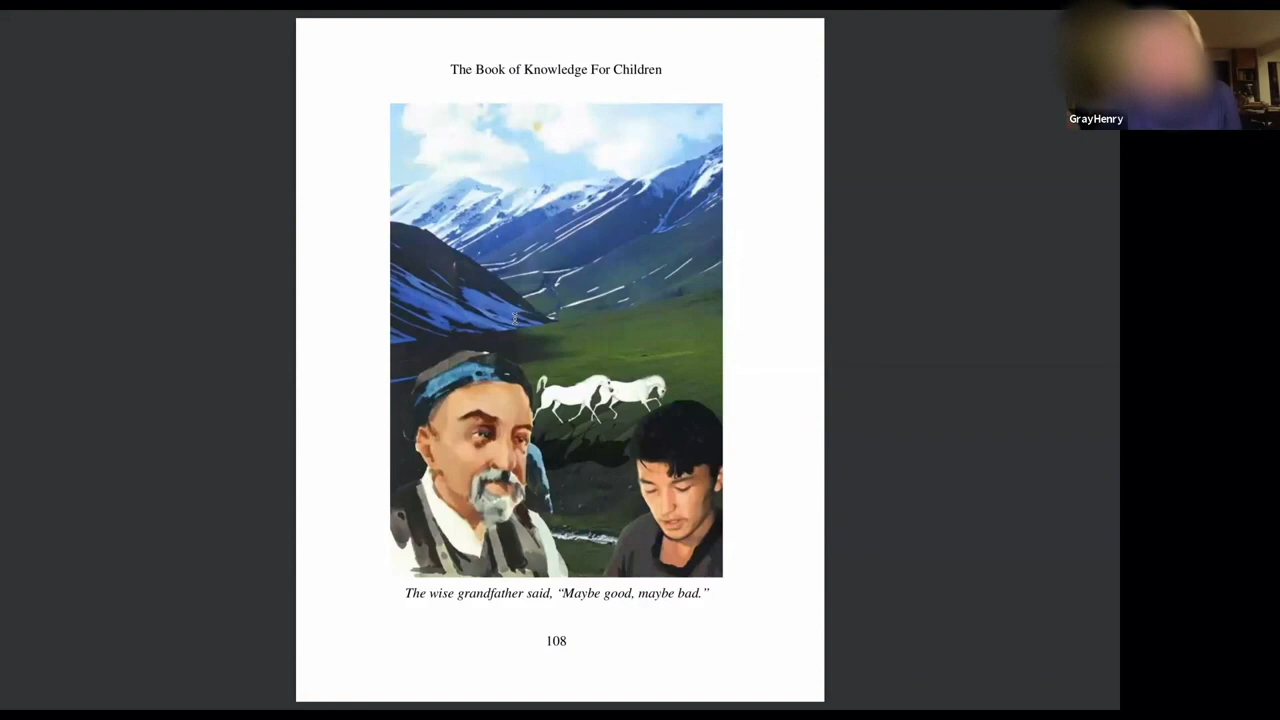 The Book of Knowledge For Children
GrayHenry
The wise grandfather said, “Maybe good, maybe bad.”
108